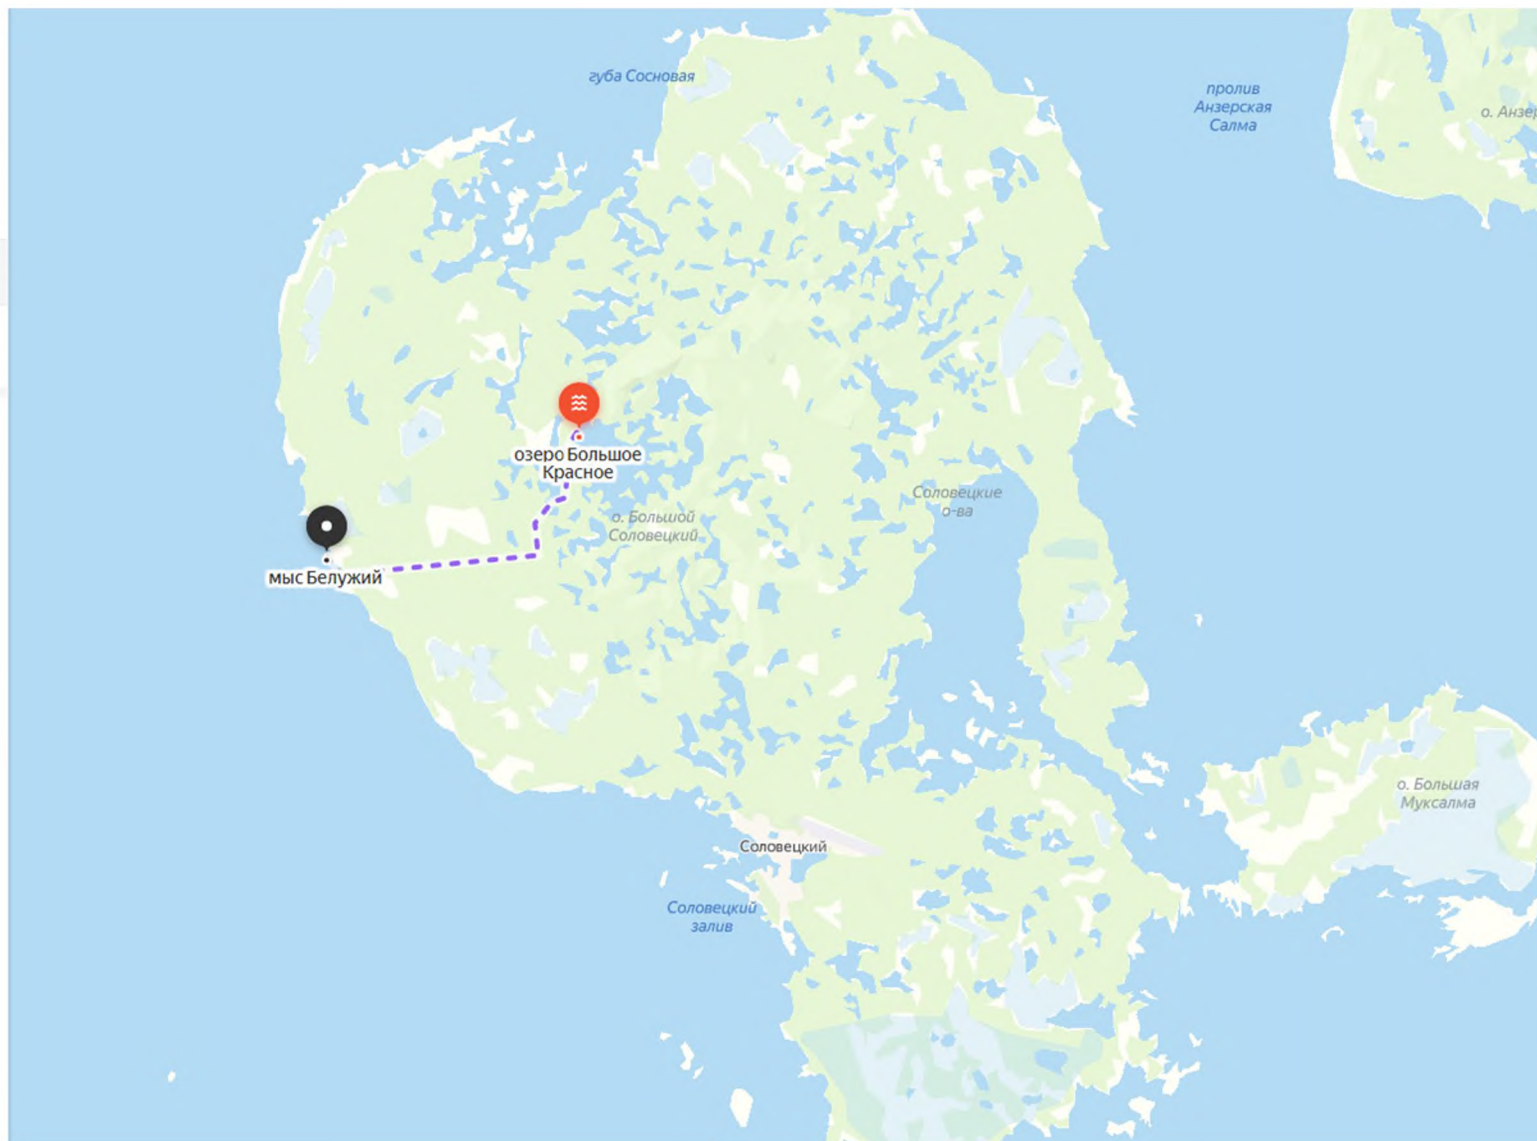 губа Сосновая
пролив
Анзерская
Салма
о. Анзер
озеро Большое
Красное
Соловецкие
о-ва
о. Большой
Соловецкий
мыс Белужий
о. Большая
Муксалма
Соловецкий
Соловецкий
залив